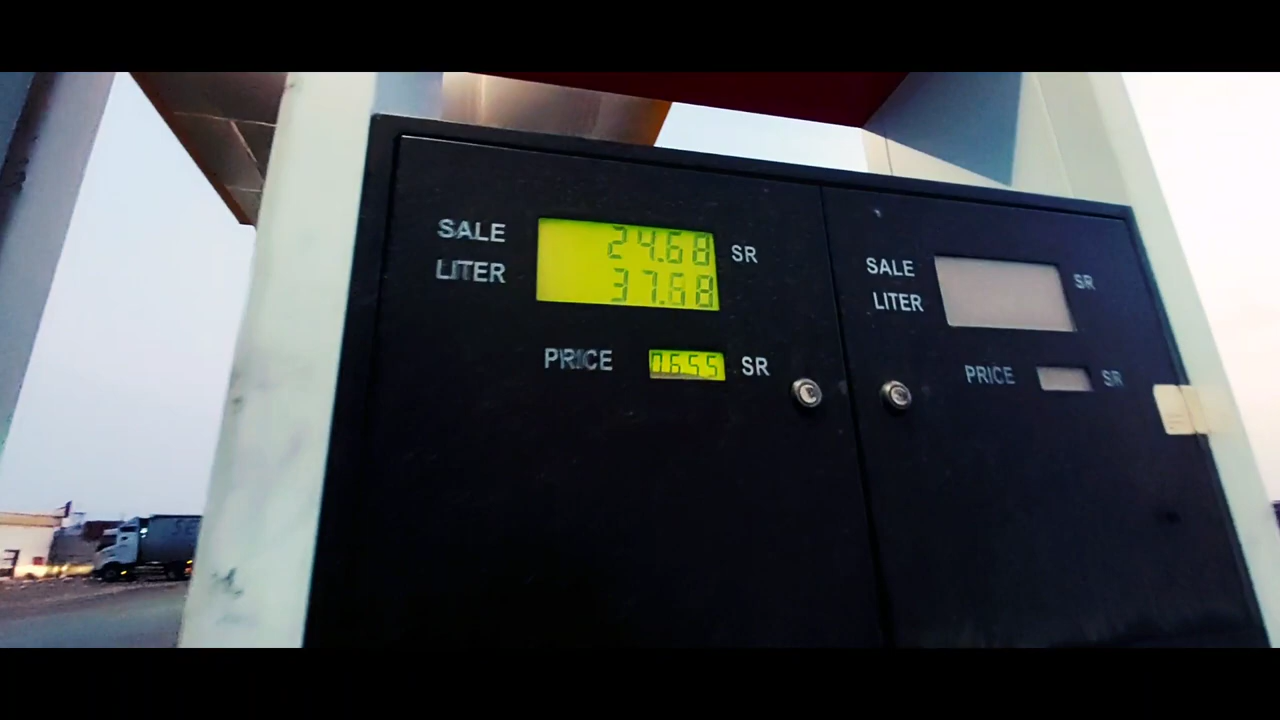 SALE 24.68 SR
LITER 37.68
PRICE 0.655 SR
SALE SR
LITER
PRICE SR